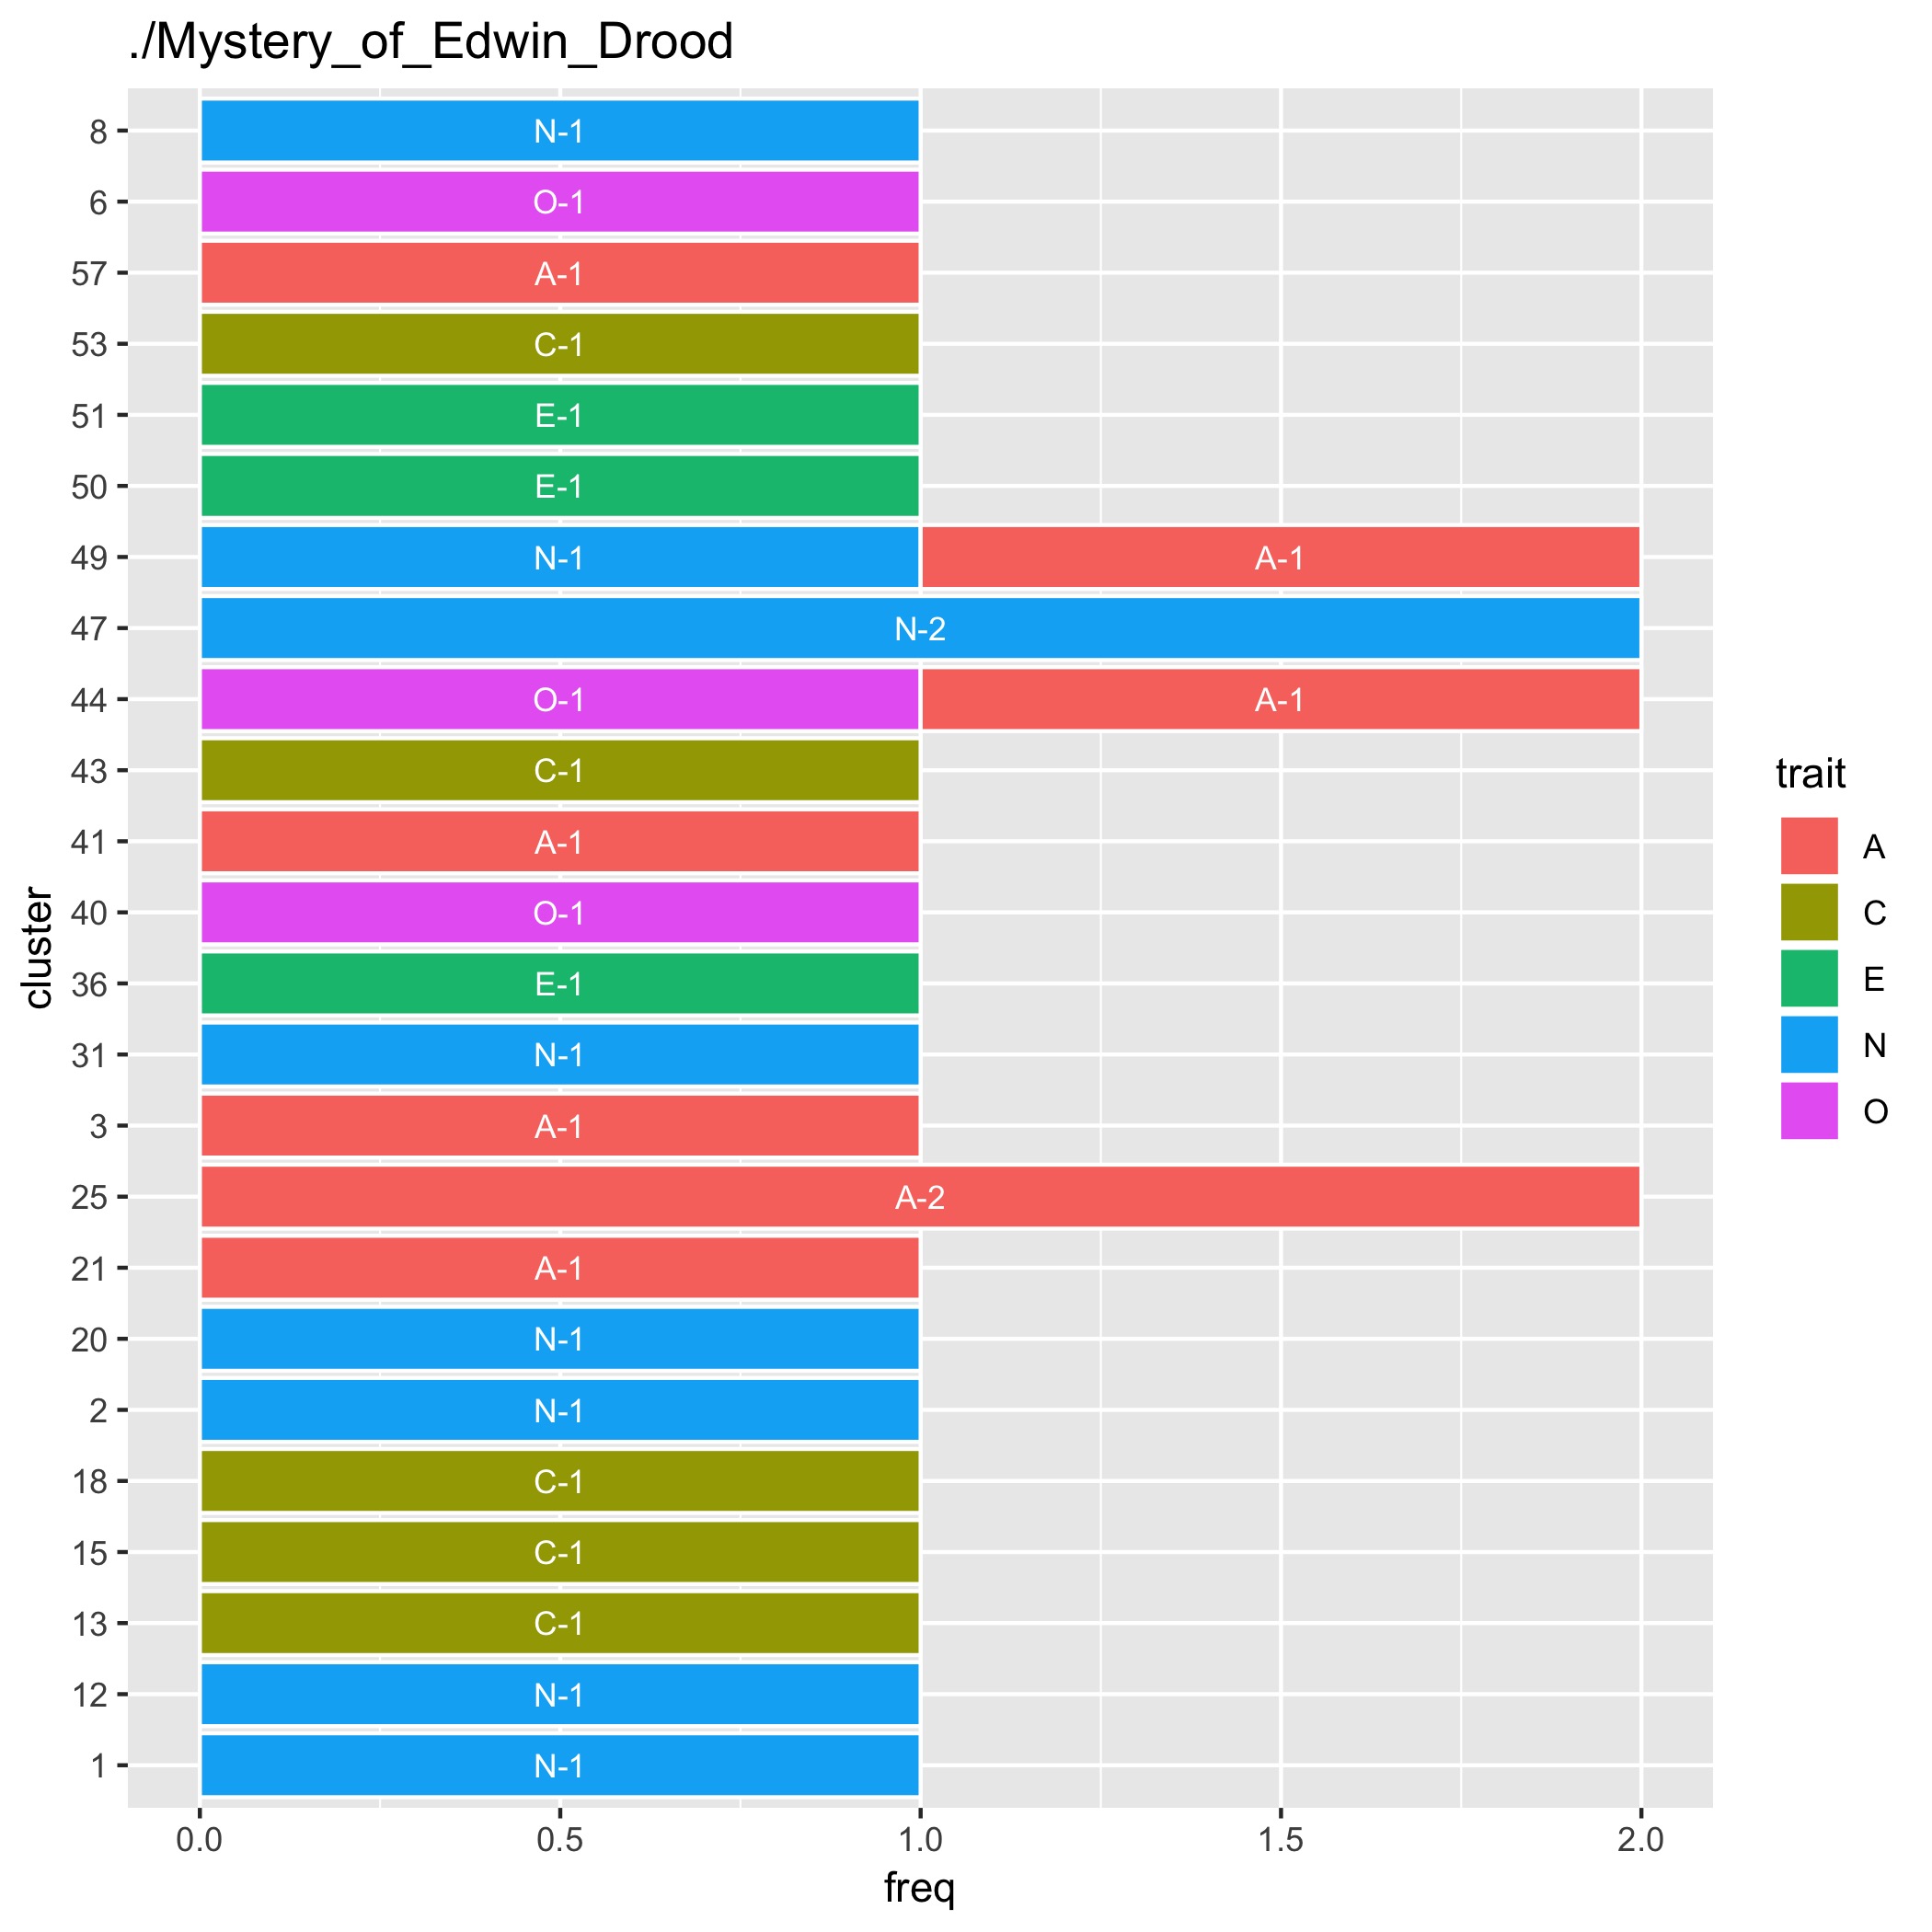 ./Mystery_of_Edwin_Drood
8 N-1
6 O-1
57 A-1
53 C-1
51 E-1
50 E-1
49 N-1 A-1
47 N-2
44 O-1 A-1
43 C-1
41 A-1
40 O-1
36 E-1
31 N-1
3 A-1
25 A-2
21 A-1
20 N-1
2 N-1
18 C-1
15 C-1
13 C-1
12 N-1
1 N-1
0.0 0.5 1.0 1.5 2.0
freq
cluster
trait
A
C
E
N
O